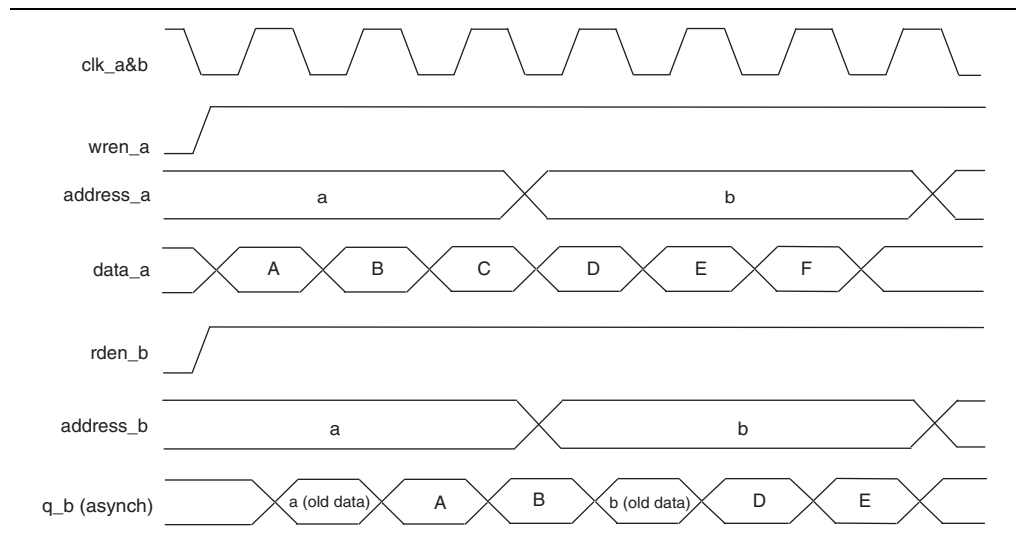 clk_a&b
wren_a
address_a a b
data_a A B C D E F
rden_b
address_b a b
q_b (asynch) a (old data) A B b (old data) D E